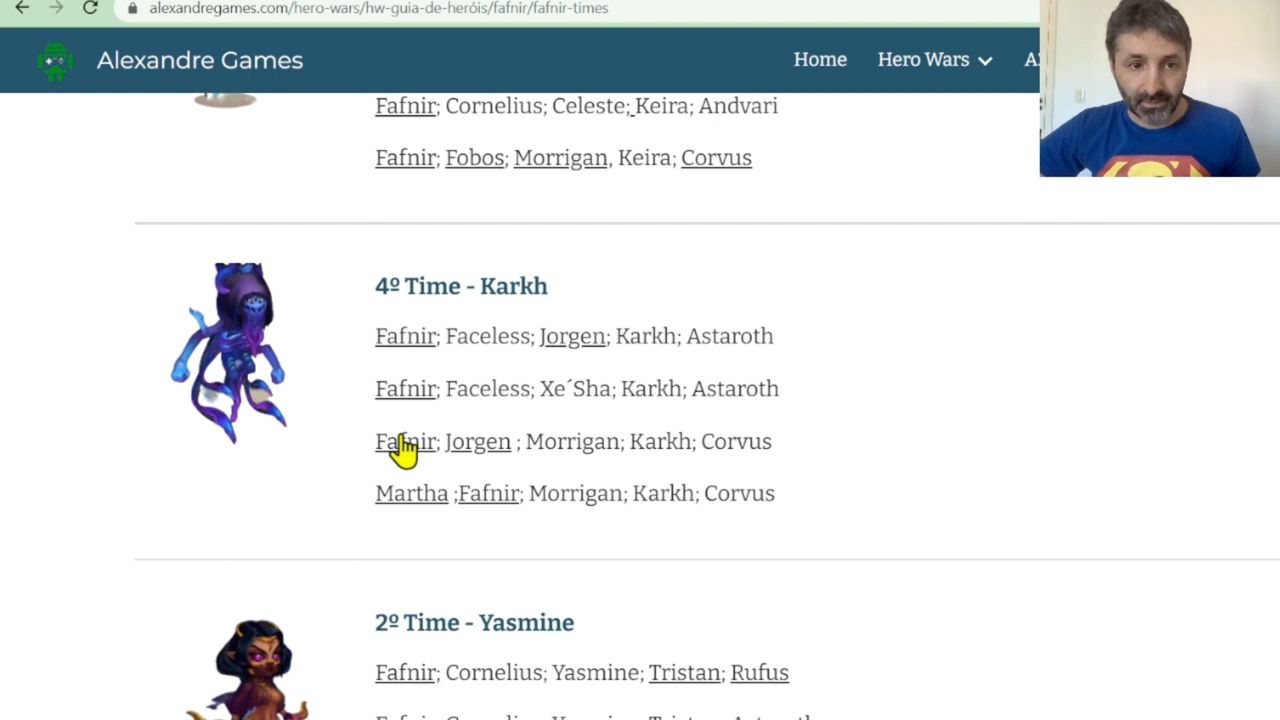 alexandregames.com/hero-wars/hw-guia-de-heróis/fafnir/fafnir-times
Alexandre Games
Home Hero Wars
Fafnir; Cornelius; Celeste; Keira; Andvari
Fafnir; Fobos; Morrigan, Keira; Corvus
4º Time - Karkh
Fafnir; Faceless; Jorgen; Karkh; Astaroth
Fafnir; Faceless; Xe´Sha; Karkh; Astaroth
Fafnir; Jorgen ; Morrigan; Karkh; Corvus
Martha ;Fafnir; Morrigan; Karkh; Corvus
2º Time - Yasmine
Fafnir; Cornelius; Yasmine; Tristan; Rufus